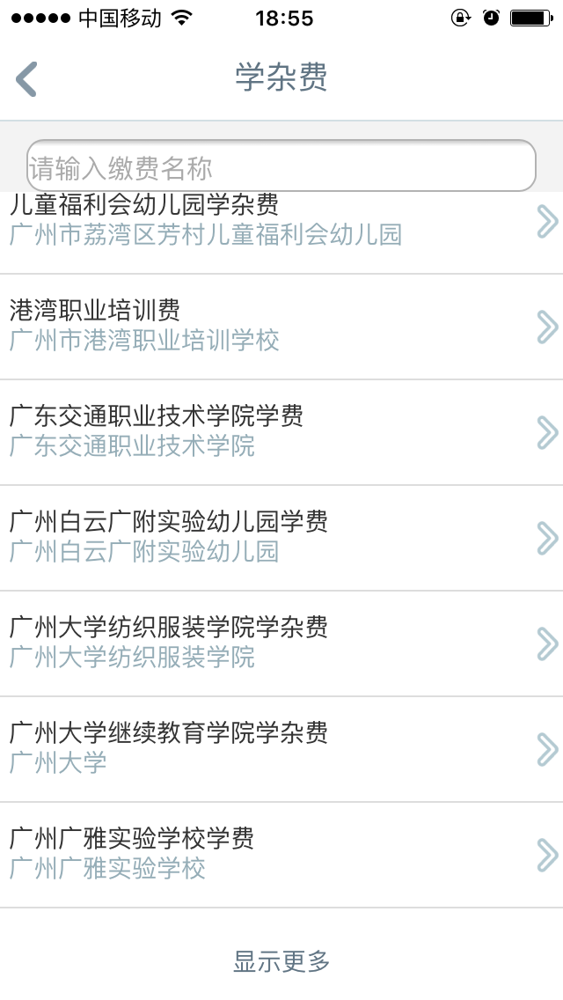 中国移动 18:55
学杂费
请输入缴费名称
儿童福利会幼儿园学杂费
广州市荔湾区芳村儿童福利会幼儿园
港湾职业培训费
广州市港湾职业培训学校
广东交通职业技术学院学费
广东交通职业技术学院
广州白云广附实验幼儿园学费
广州白云广附实验幼儿园
广州大学纺织服装学院学杂费
广州大学纺织服装学院
广州大学继续教育学院学杂费
广州大学
广州广雅实验学校学费
广州广雅实验学校
显示更多